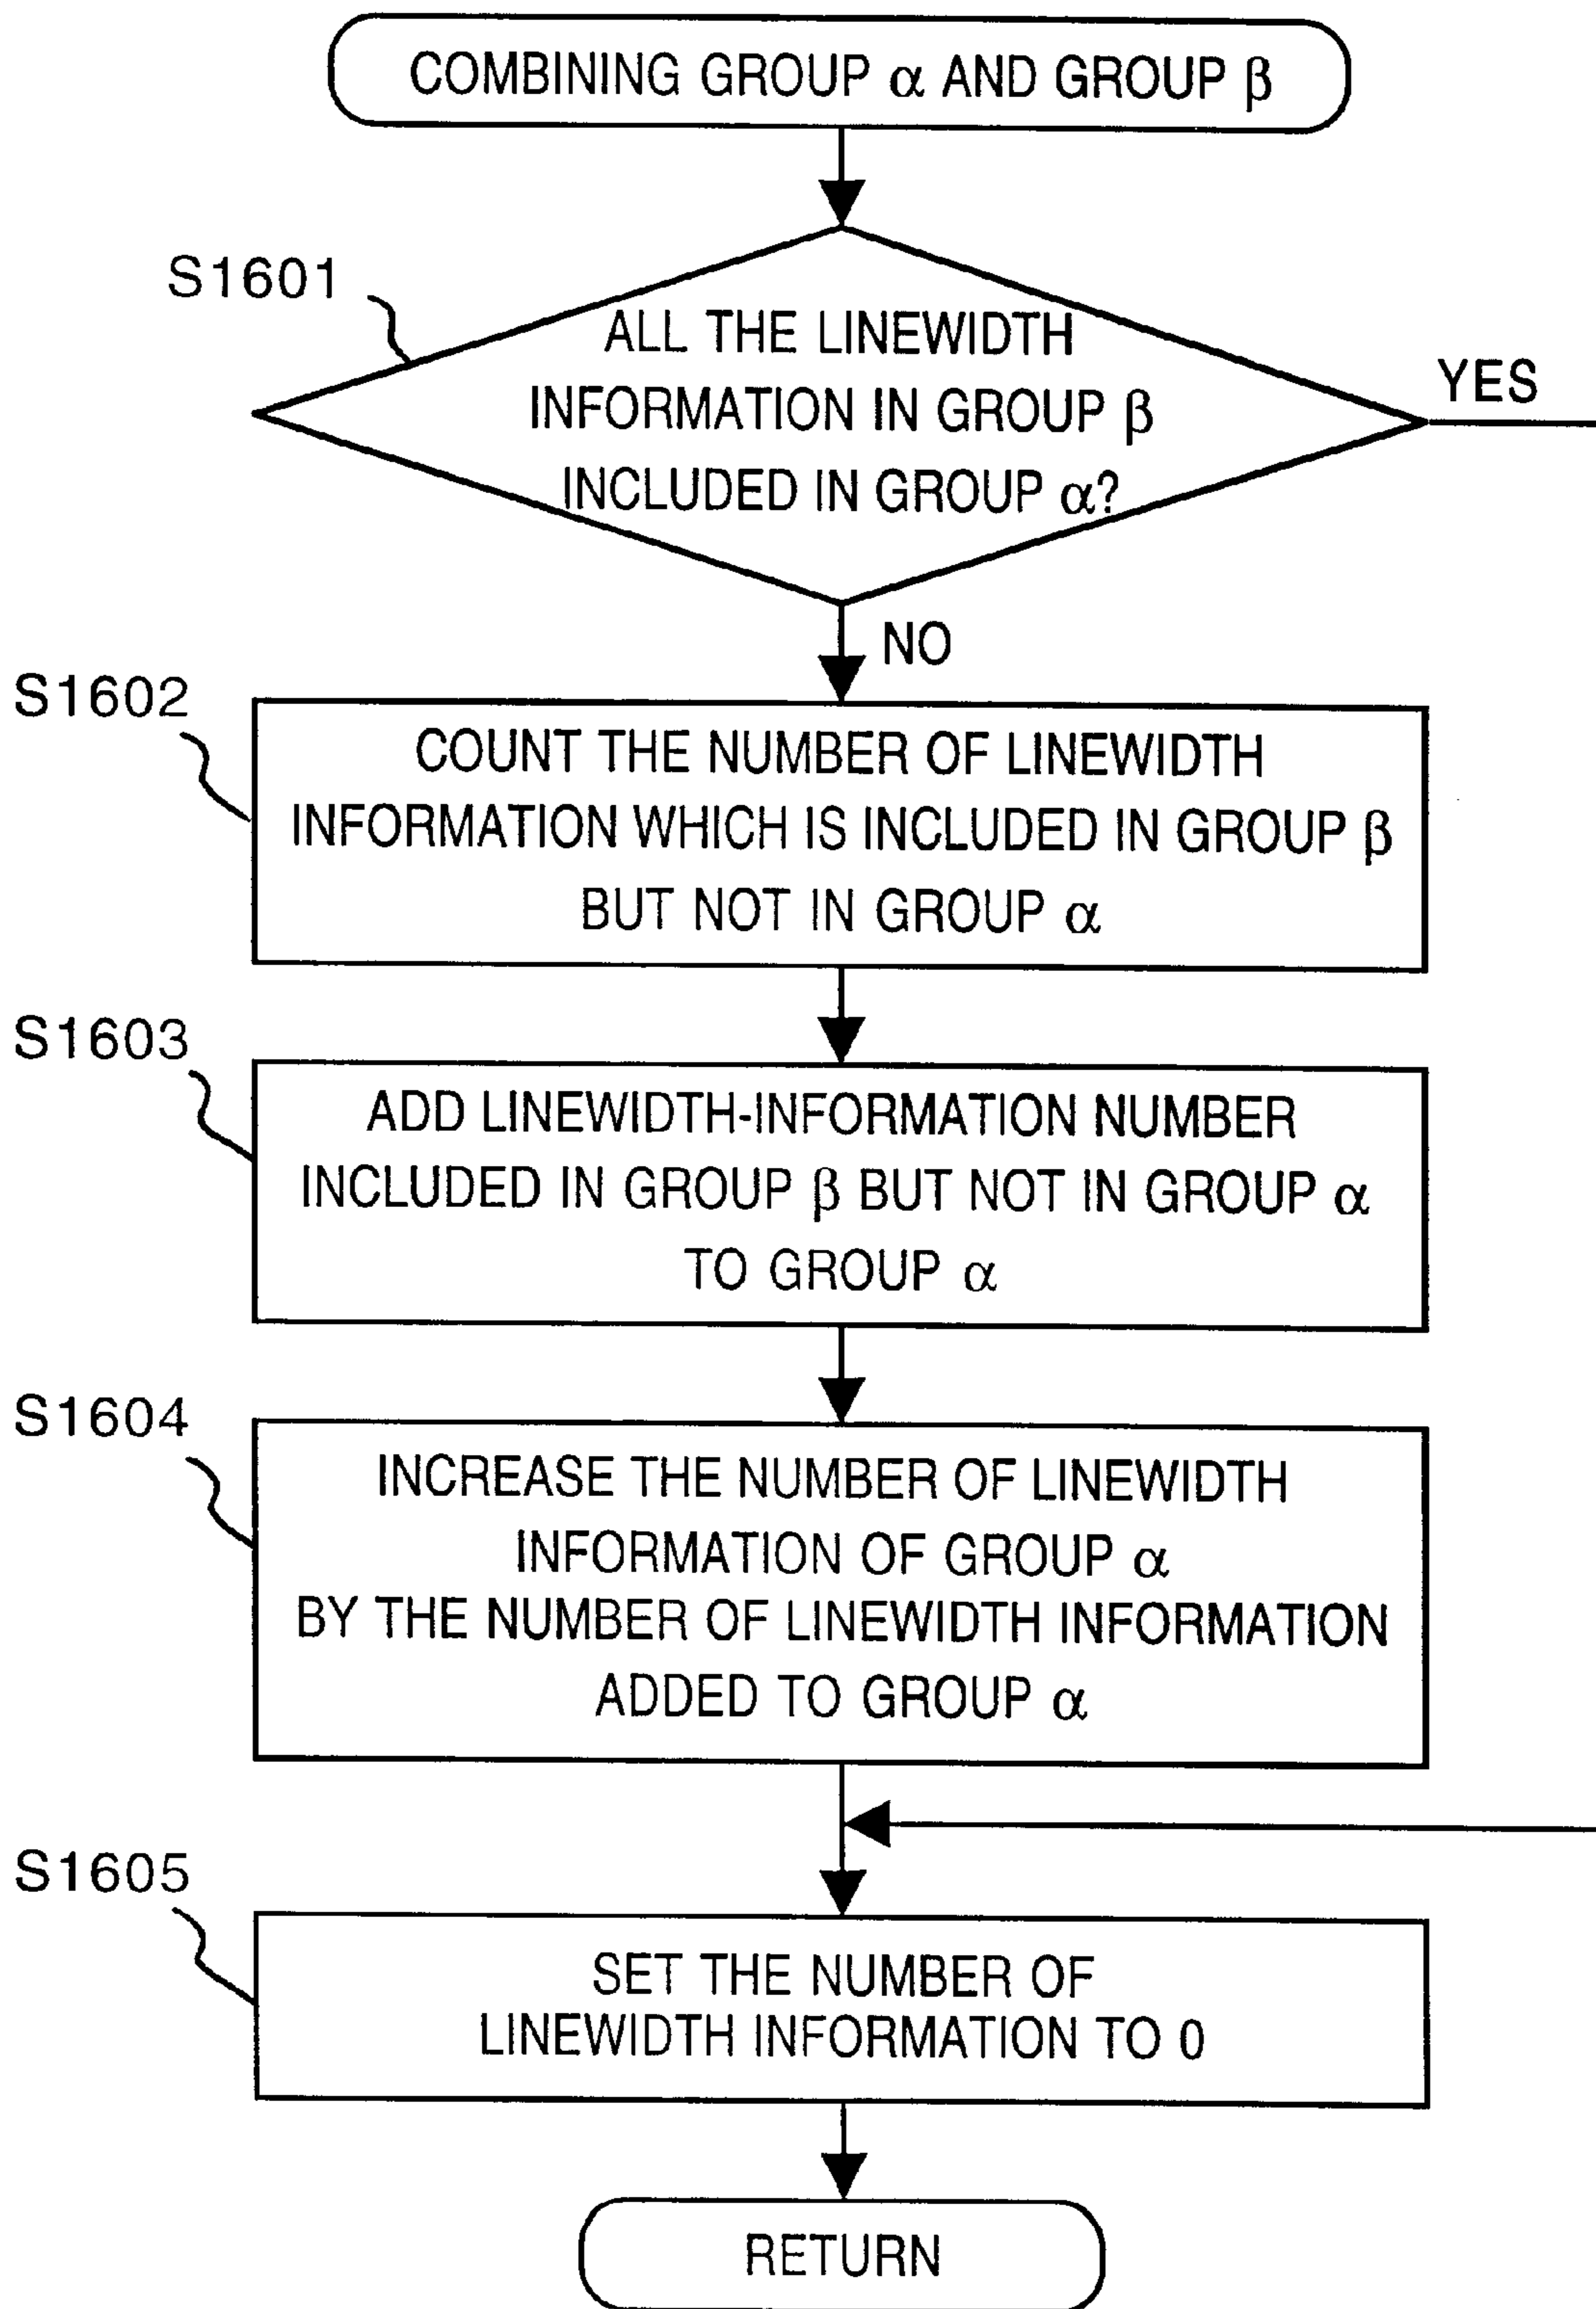 COMBINING GROUP α AND GROUP β
S1601
ALL THE LINEWIDTH
INFORMATION IN GROUP β
INCLUDED IN GROUP α?
YES
NO
S1602
COUNT THE NUMBER OF LINEWIDTH
INFORMATION WHICH IS INCLUDED IN GROUP β
BUT NOT IN GROUP α
S1603
ADD LINEWIDTH-INFORMATION NUMBER
INCLUDED IN GROUP β BUT NOT IN GROUP α
TO GROUP α
S1604
INCREASE THE NUMBER OF LINEWIDTH
INFORMATION OF GROUP α
BY THE NUMBER OF LINEWIDTH INFORMATION
ADDED TO GROUP α
S1605
SET THE NUMBER OF
LINEWIDTH INFORMATION TO 0
RETURN